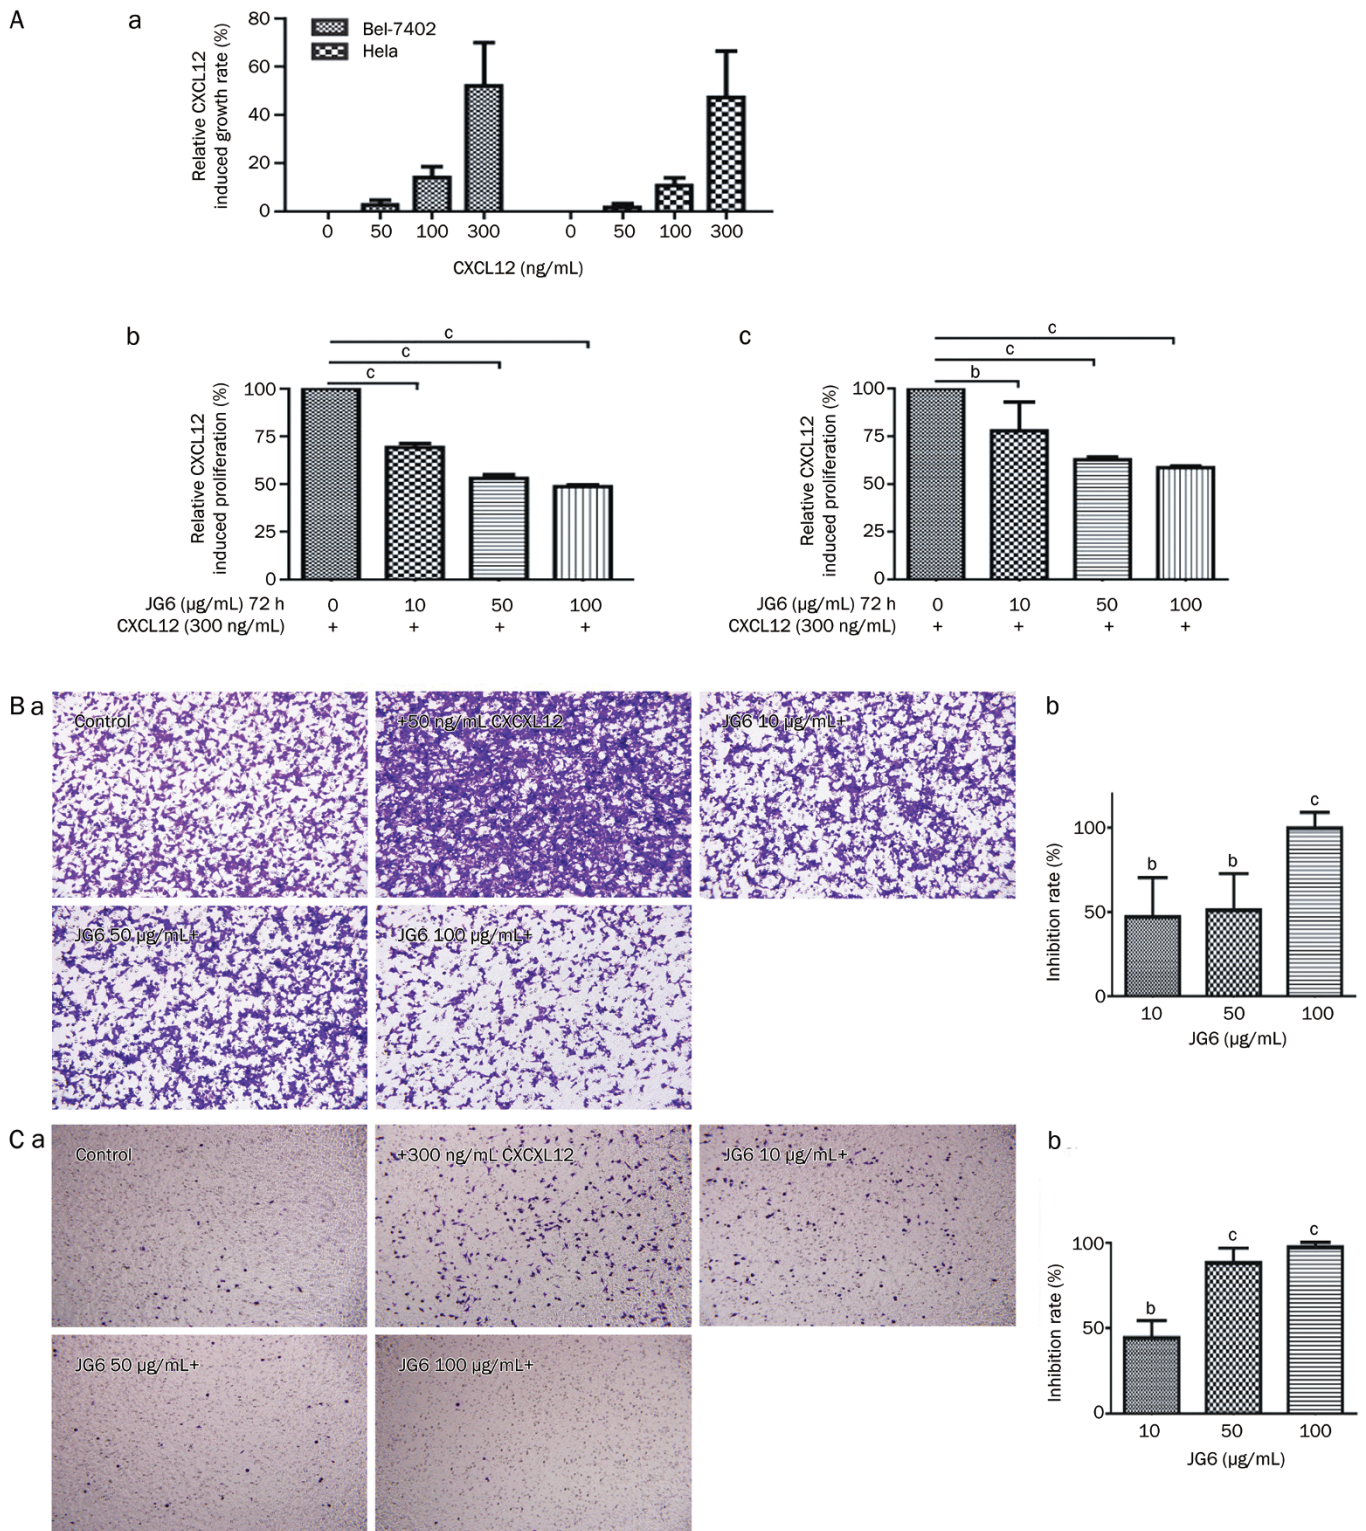 A
a
80
60
40
20
0
Relative CXCL12
induced growth rate (%)
Bel-7402
Hela
0 50 100 300 0 50 100 300
CXCL12 (ng/mL)
b
c
c
c
100
75
50
25
0
Relative CXCL12
induced proliferation (%)
JG6 (µg/mL) 72 h 0 10 50 100
CXCL12 (300 ng/mL) + + + +
c
c
c
b
100
75
50
25
0
Relative CXCL12
induced proliferation (%)
JG6 (µg/mL) 72 h 0 10 50 100
CXCL12 (300 ng/mL) + + + +
B a
Control
+50 ng/mL CXCXL12
JG6 10 µg/mL+
JG6 50 µg/mL+
JG6 100 µg/mL+
b
b b c
100
50
0
Inhibition rate (%)
10 50 100
JG6 (µg/mL)
C a
Control
+300 ng/mL CXCXL12
JG6 10 µg/mL+
JG6 50 µg/mL+
JG6 100 µg/mL+
b
b c c
100
50
0
Inhibition rate (%)
10 50 100
JG6 (µg/mL)